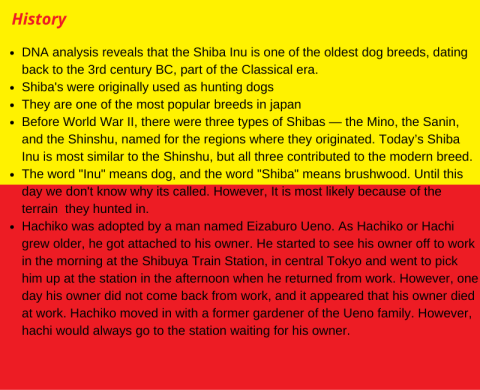 History
• DNA analysis reveals that the Shiba Inu is one of the oldest dog breeds, dating
back to the 3rd century BC, part of the Classical era.
• Shiba's were originally used as hunting dogs
• They are one of the most popular breeds in japan
• Before World War II, there were three types of Shibas — the Mino, the Sanin,
and the Shinshu, named for the regions where they originated. Today's Shiba
Inu is most similar to the Shinshu, but all three contributed to the modern breed.
• The word "Inu" means dog, and the word "Shiba" means brushwood. Until this
day we don't know why its called. However, It is most likely because of the
terrain they hunted in.
• Hachiko was adopted by a man named Eizaburo Ueno. As Hachiko or Hachi
grew older, he got attached to his owner. He started to see his owner off to work
in the morning at the Shibuya Train Station, in central Tokyo and went to pick
him up at the station in the afternoon when he returned from work. However, one
day his owner did not come back from work, and it appeared that his owner died
at work. Hachiko moved in with a former gardener of the Ueno family. However,
hachi would always go to the station waiting for his owner.